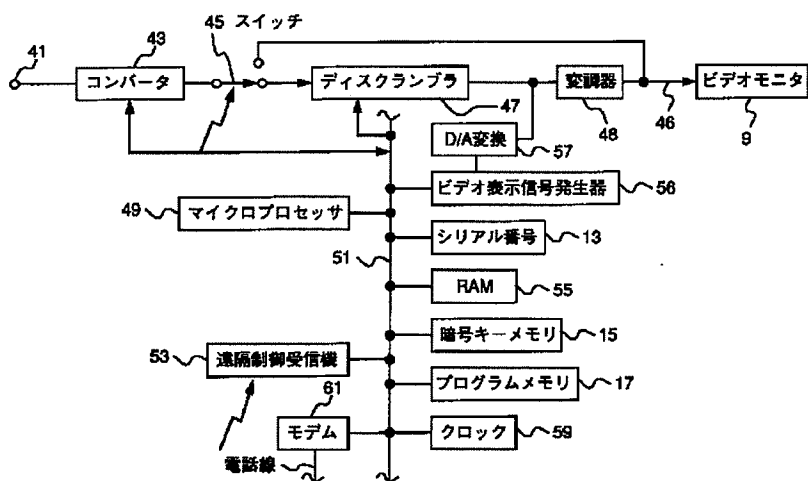 45 スイッチ
43
41
コンバータ
ディスクランブラ
変調器
ビデオモニタ
47
48
46
9
D/A変換
57
ビデオ表示信号発生器
56
49
マイクロプロセッサ
シリアル番号
13
51
RAM
55
暗号キーメモリ
15
53
遠隔制御受信機
プログラムメモリ
17
61
モデム
クロック
59
電話線